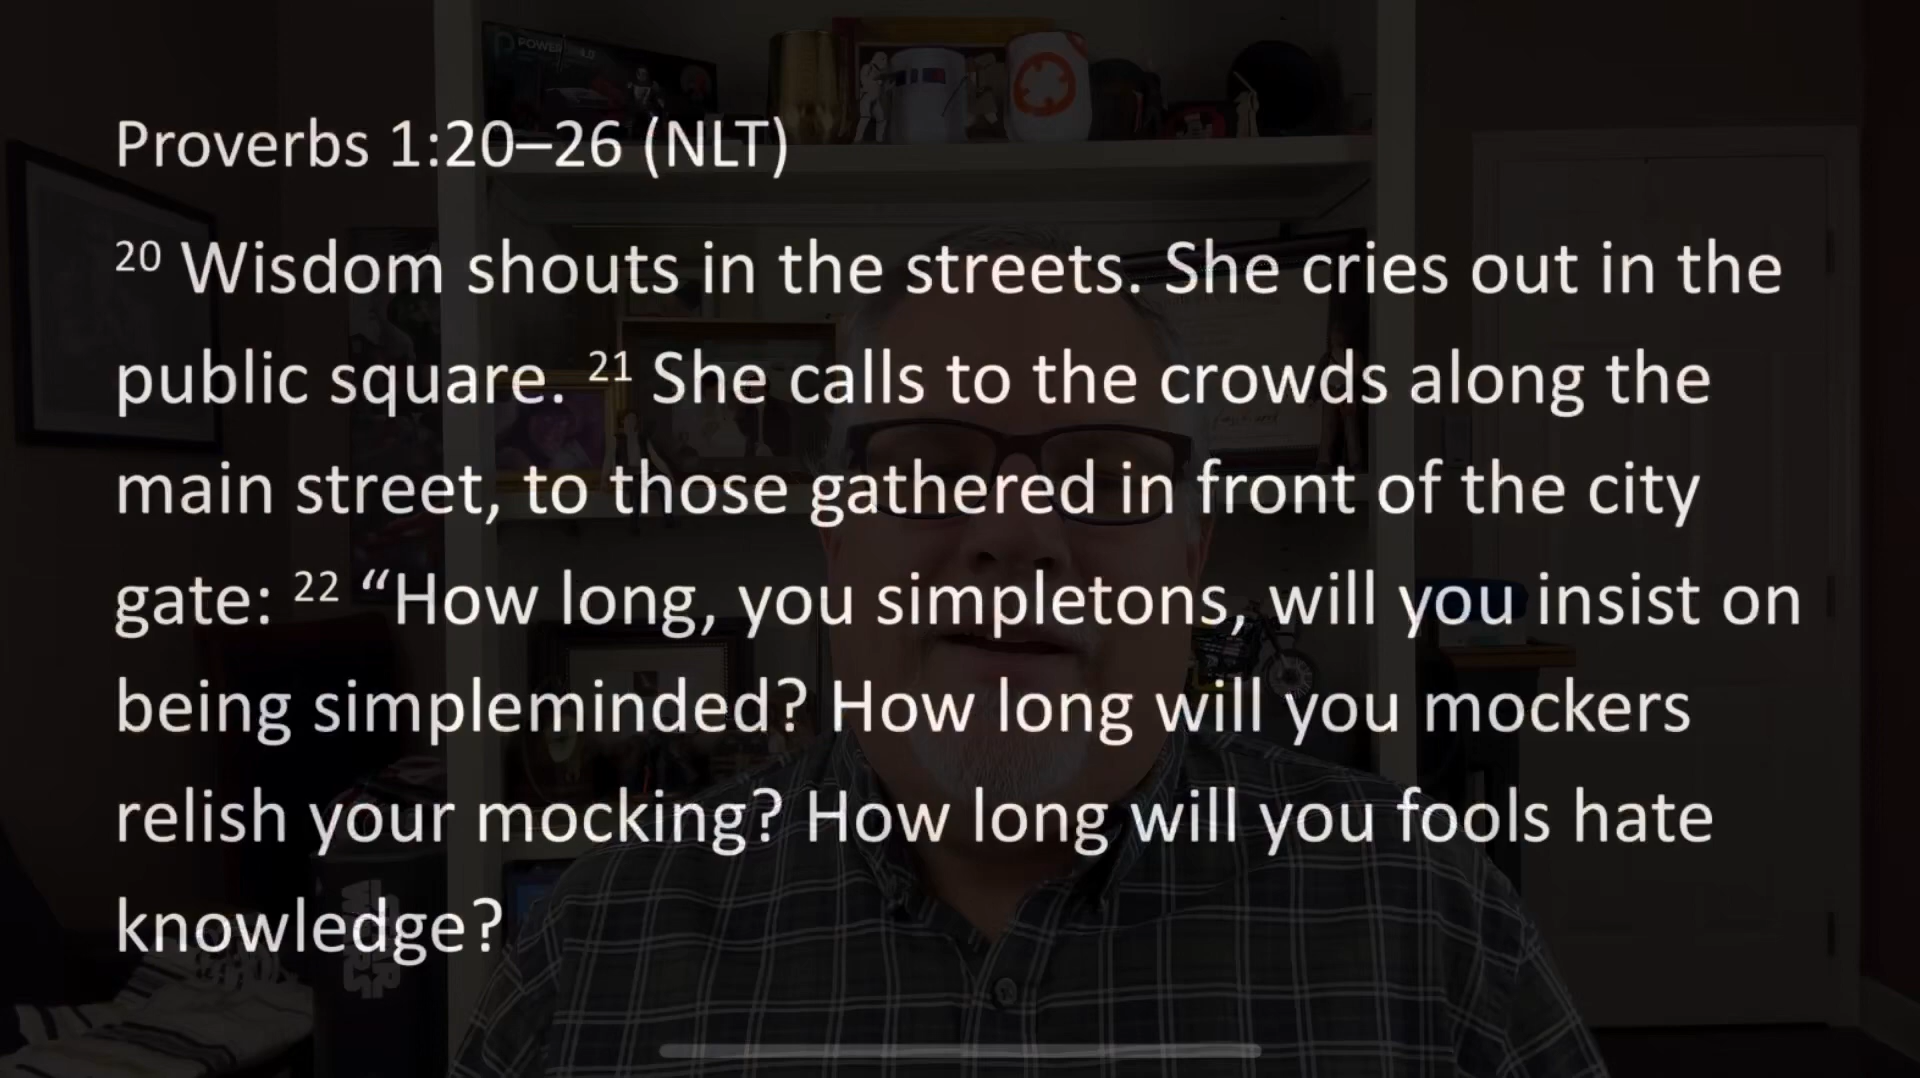 POWER
Proverbs 1:20–26 (NLT)
20 Wisdom shouts in the streets. She cries out in the
public square. 21 She calls to the crowds along the
main street, to those gathered in front of the city
gate: 22 “How long, you simpletons, will you insist on
being simpleminded? How long will you mockers
relish your mocking? How long will you fools hate
knowledge?